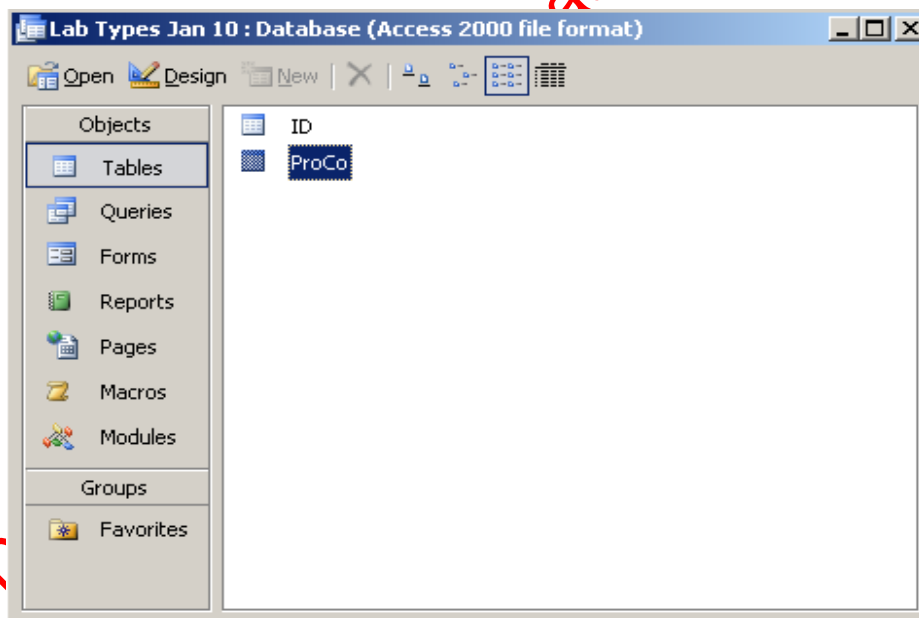 Lab Types Jan 10 : Database (Access 2000 file format)
Open Design New
Objects
Tables
Queries
Forms
Reports
Pages
Macros
Modules
Groups
Favorites
ID
ProCo